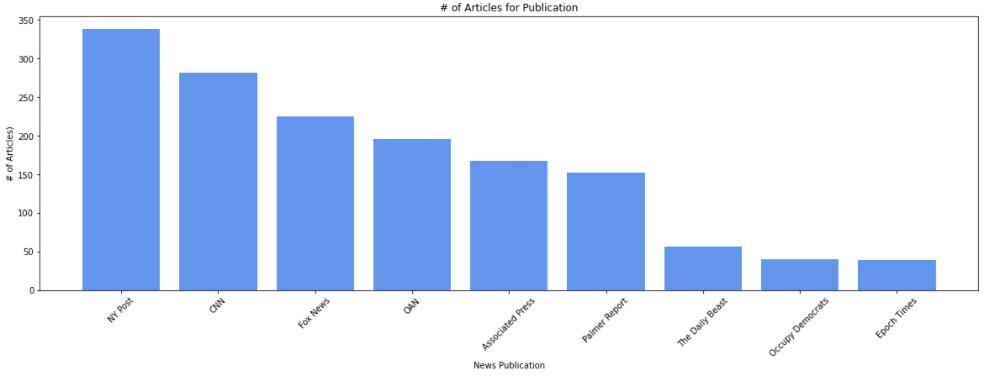 # of Articles for Publication
# of Articles)
350
300
250
200
150
100
50
0
NY Post
CNN
Fox News
OAN
Associated Press
Palmer Report
The Daily Beast
Occupy Democrats
Epoch Times
News Publication